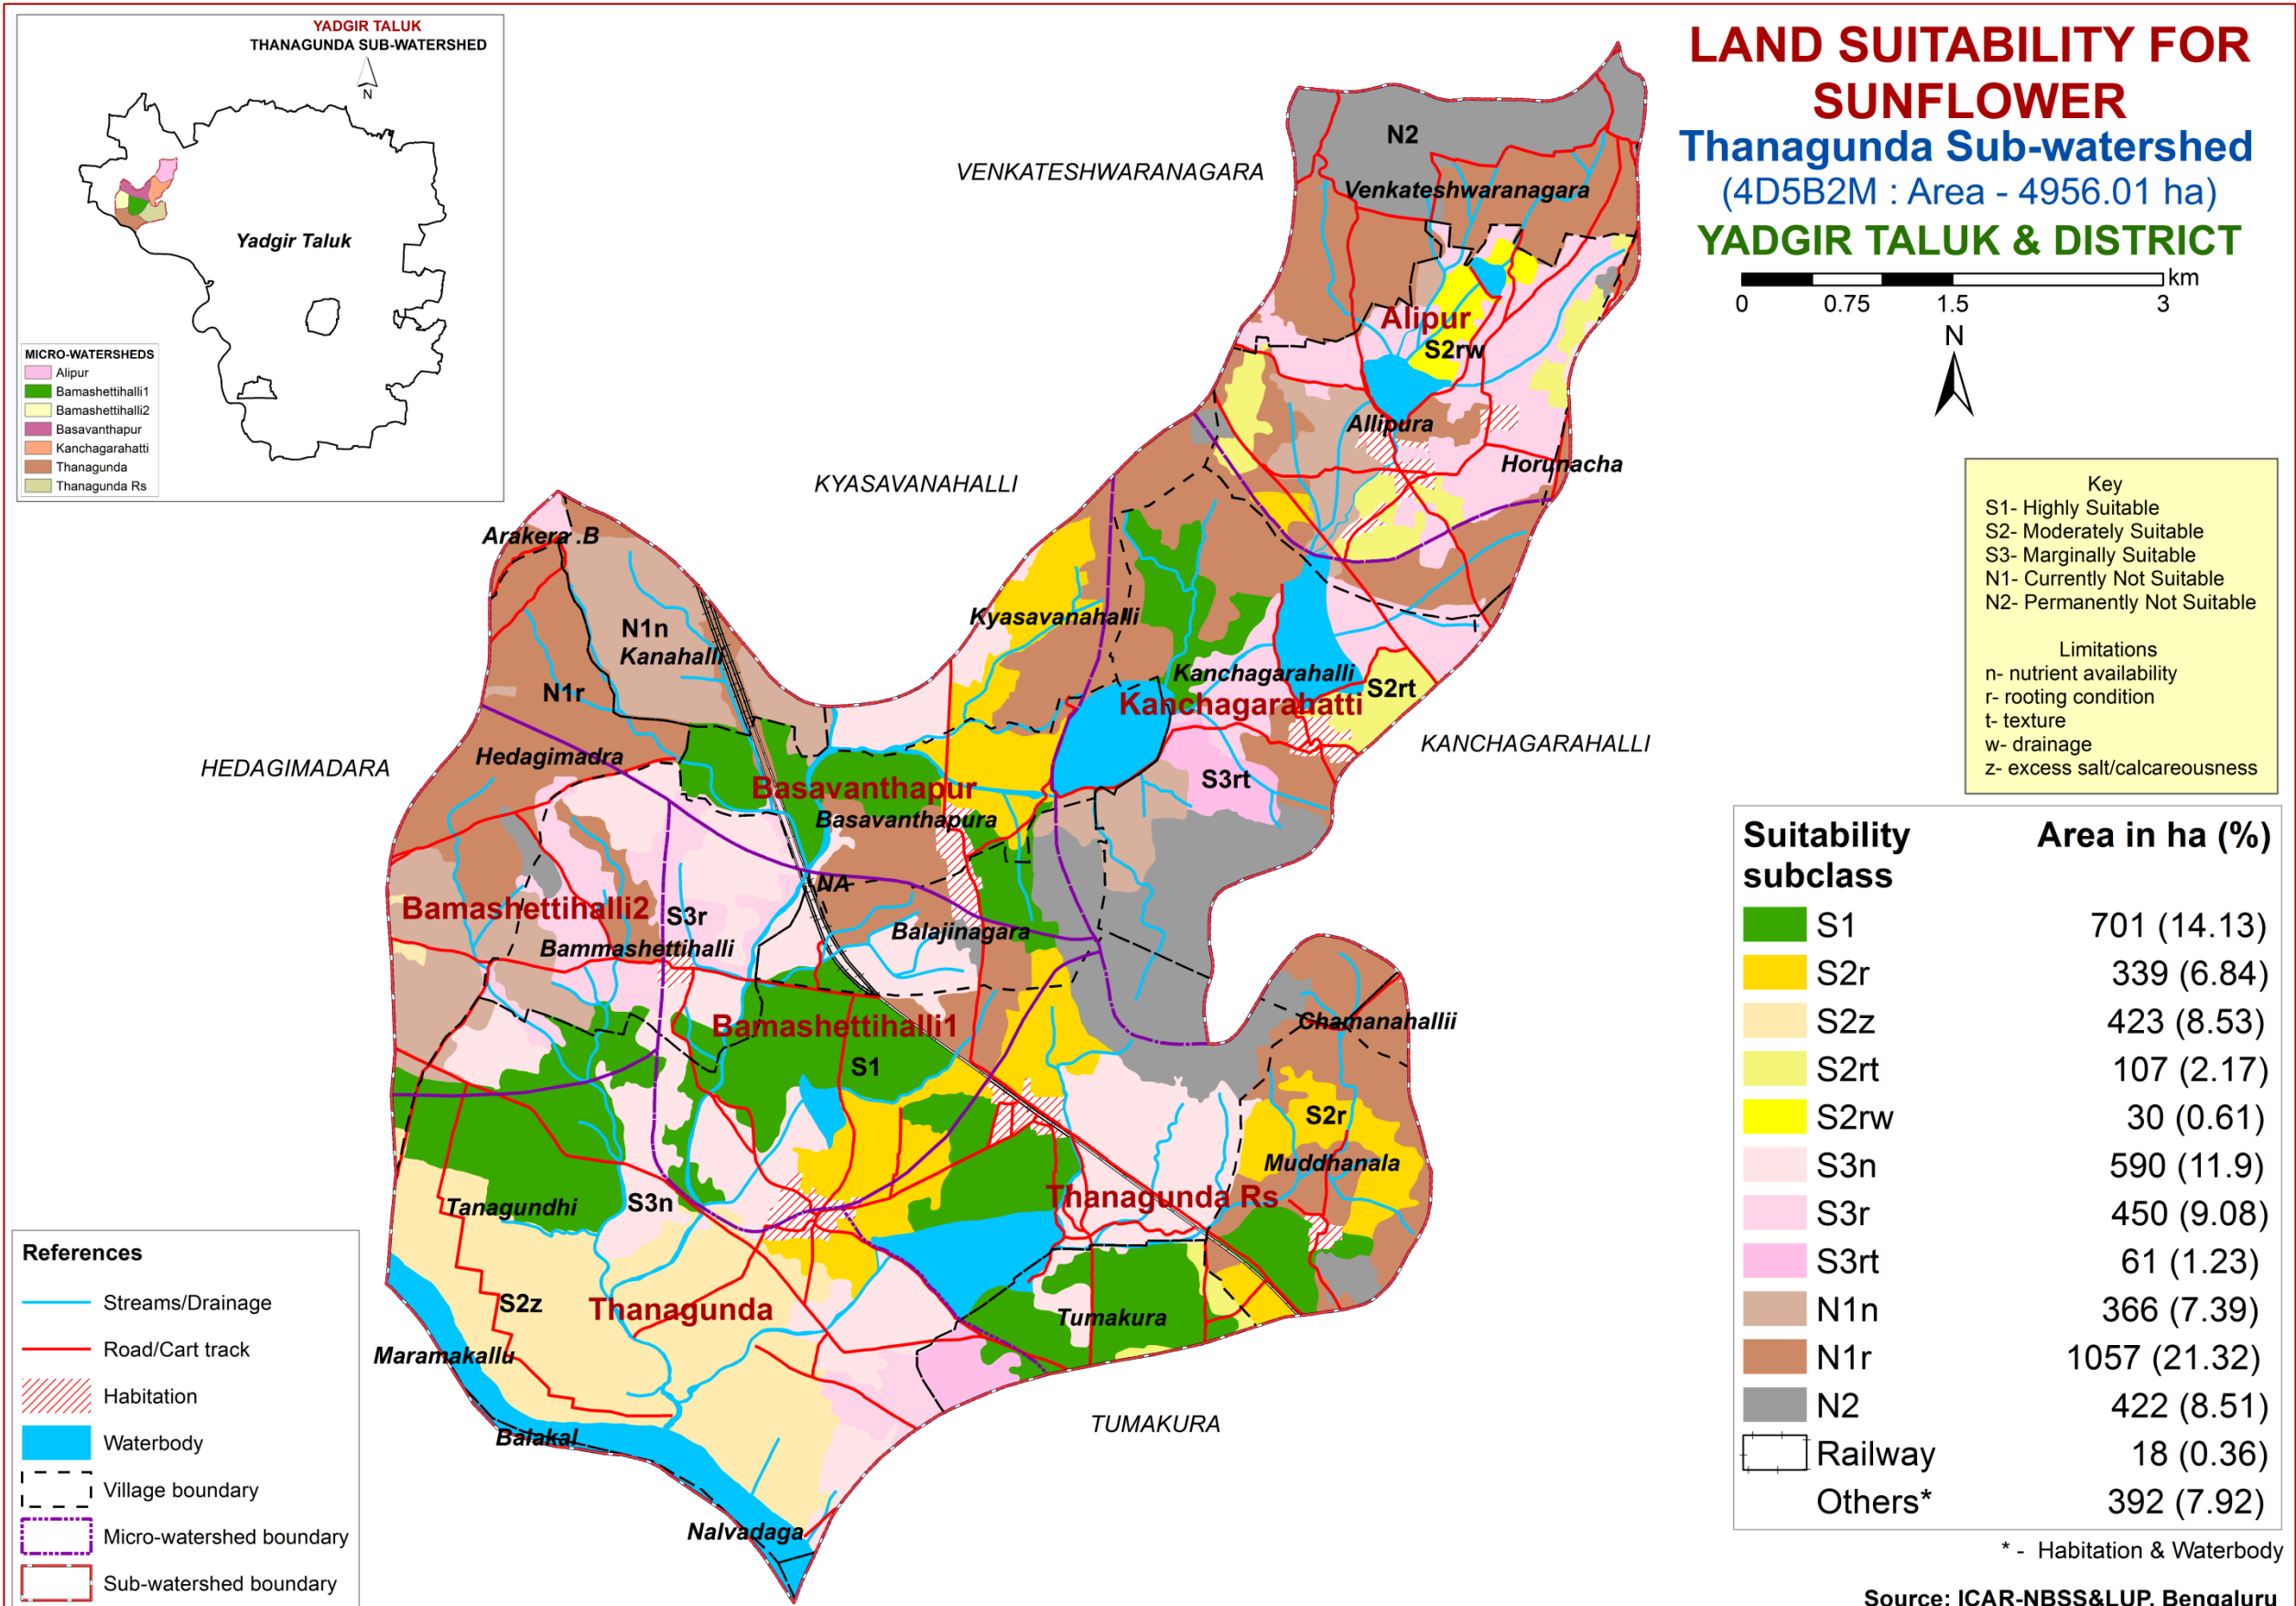 YADGIR TALUK
THANAGUNDA SUB-WATERSHED
N
Yadgir Taluk
MICRO-WATERSHEDS
Alipur
Bamashettihalli1
Bamashettihalli2
Basavanthapur
Kanchagarahatti
Thanagunda
Thanagunda Rs
LAND SUITABILITY FOR
SUNFLOWER
Thanagunda Sub-watershed
(4D5B2M : Area - 4956.01 ha)
YADGIR TALUK & DISTRICT
km
0 0.75 1.5 3
N
Key
S1- Highly Suitable
S2- Moderately Suitable
S3- Marginally Suitable
N1- Currently Not Suitable
N2- Permanently Not Suitable
Limitations
n- nutrient availability
r- rooting condition
t- texture
w- drainage
z- excess salt/calcareousness
Suitability subclass Area in ha (%)
S1 701 (14.13)
S2r 339 (6.84)
S2z 423 (8.53)
S2rt 107 (2.17)
S2rw 30 (0.61)
S3n 590 (11.9)
S3r 450 (9.08)
S3rt 61 (1.23)
N1n 366 (7.39)
N1r 1057 (21.32)
N2 422 (8.51)
Railway 18 (0.36)
Others* 392 (7.92)
* - Habitation & Waterbody
Source: ICAR-NBSS&LUP, Bengaluru
N2
VENKATESHWARANAGARA
Venkateshwaranagara
Alipur
S2rw
Allipura
Horunacha
KYASAVANAHALLI
Arakera .B
Kyasavanahalli
N1n
Kanahalli
N1r
Kanchagarahalli
S2rt
Kanchagarahatti
KANCHAGARAHALLI
Hedagimadra
HEDAGIMADARA
S3rt
Basavanthapur
Basavanthapura
NA
Bamashettihalli2
S3r
Balajinagara
Bammashettihalli
Chamanahallii
Bamashettihalli1
S1
S2r
Muddhanala
Thanagunda Rs
Tanagundhi
S3n
S2z
Thanagunda
Tumakura
Maramakallu
TUMAKURA
Balakal
Nalvadaga
References
Streams/Drainage
Road/Cart track
Habitation
Waterbody
Village boundary
Micro-watershed boundary
Sub-watershed boundary